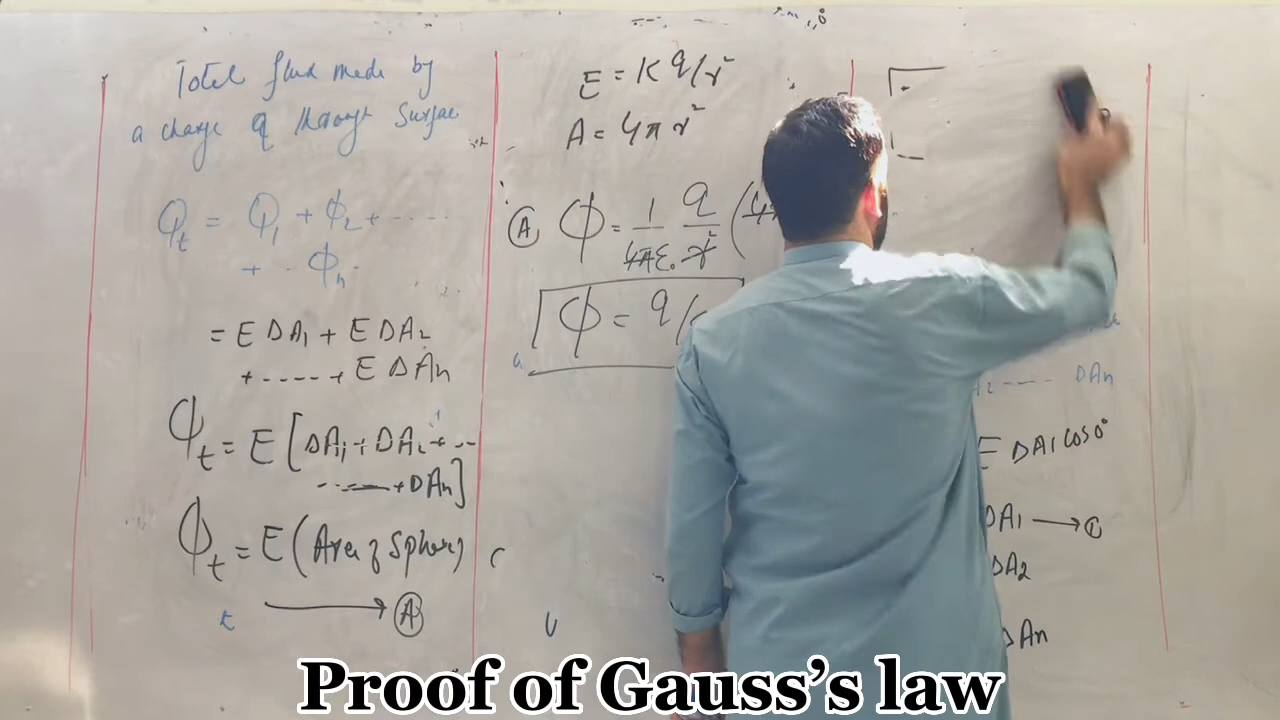 Total flux made by
a charge q through Surface
Φt = Φ1 + Φ2 + ....
+ .. Φn
= E ΔA1 + E ΔA2
+ ..... + E ΔAn
Φt = E [ΔA1 + ΔA2 + ...
..... + ΔAn]
Φt = E (Area of Sphere)
t ⟶ Ⓐ
E = K q/r²
A = 4π r²
Ⓐ Φ = 1/4πε₀ q/r² (4π
Φ = q/
ΔAn
E ΔA1 cos0°
ΔA1 ⟶ ①
ΔA2
ΔAn
Proof of Gauss's law